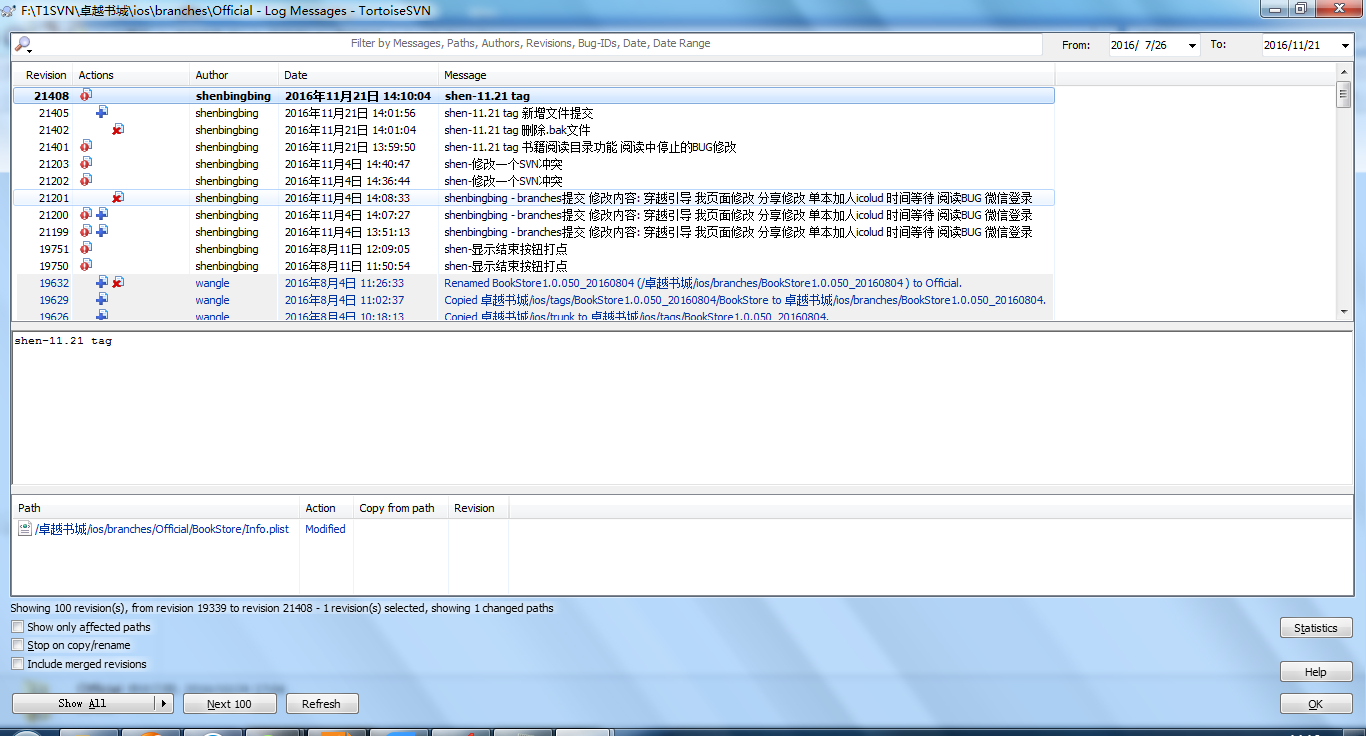 F:\T1SVN\卓越书城\ios\branches\Official - Log Messages - TortoiseSVN
Filter by Messages, Paths, Authors, Revisions, Bug-IDs, Date, Date Range
From: 2016/ 7/26 To: 2016/11/21
Revision Actions Author Date Message
21408 shenbingbing 2016年11月21日 14:10:04 shen-11.21 tag
21405 shenbingbing 2016年11月21日 14:01:56 shen-11.21 tag 新增文件提交
21402 shenbingbing 2016年11月21日 14:01:04 shen-11.21 tag 删除.bak文件
21401 shenbingbing 2016年11月21日 13:59:50 shen-11.21 tag 书籍阅读目录功能 阅读中停止的BUG修改
21203 shenbingbing 2016年11月4日 14:40:47 shen-修改一个SVN冲突
21202 shenbingbing 2016年11月4日 14:36:44 shen-修改一个SVN冲突
21201 shenbingbing 2016年11月4日 14:08:33 shenbingbing - branches提交 修改内容: 穿越引导 我页面修改 分享修改 单本加人icolud 时间等待 阅读BUG 微信登录
21200 shenbingbing 2016年11月4日 14:07:27 shenbingbing - branches提交 修改内容: 穿越引导 我页面修改 分享修改 单本加人icolud 时间等待 阅读BUG 微信登录
21199 shenbingbing 2016年11月4日 13:51:13 shenbingbing - branches提交 修改内容: 穿越引导 我页面修改 分享修改 单本加人icolud 时间等待 阅读BUG 微信登录
19751 shenbingbing 2016年8月11日 12:09:05 shen-显示结束按钮打点
19750 shenbingbing 2016年8月11日 11:50:54 shen-显示结束按钮打点
19632 wangle 2016年8月4日 11:26:33 Renamed BookStore1.0.050_20160804 (/卓越书城/ios/branches/BookStore1.0.050_20160804 ) to Official.
19629 wangle 2016年8月4日 11:02:37 Copied 卓越书城/ios/tags/BookStore1.0.050_20160804/BookStore to 卓越书城/ios/branches/BookStore1.0.050_20160804.
19626 wangle 2016年8月4日 10:18:13 Copied 卓越书城/ios/trunk to 卓越书城/ios/tags/BookStore1.0.050_20160804.
shen-11.21 tag
Path Action Copy from path Revision
/卓越书城/ios/branches/Official/BookStore/Info.plist Modified
Showing 100 revision(s), from revision 19339 to revision 21408 - 1 revision(s) selected, showing 1 changed paths
Show only affected paths
Statistics
Stop on copy/rename
Include merged revisions
Help
Show All Next 100 Refresh OK